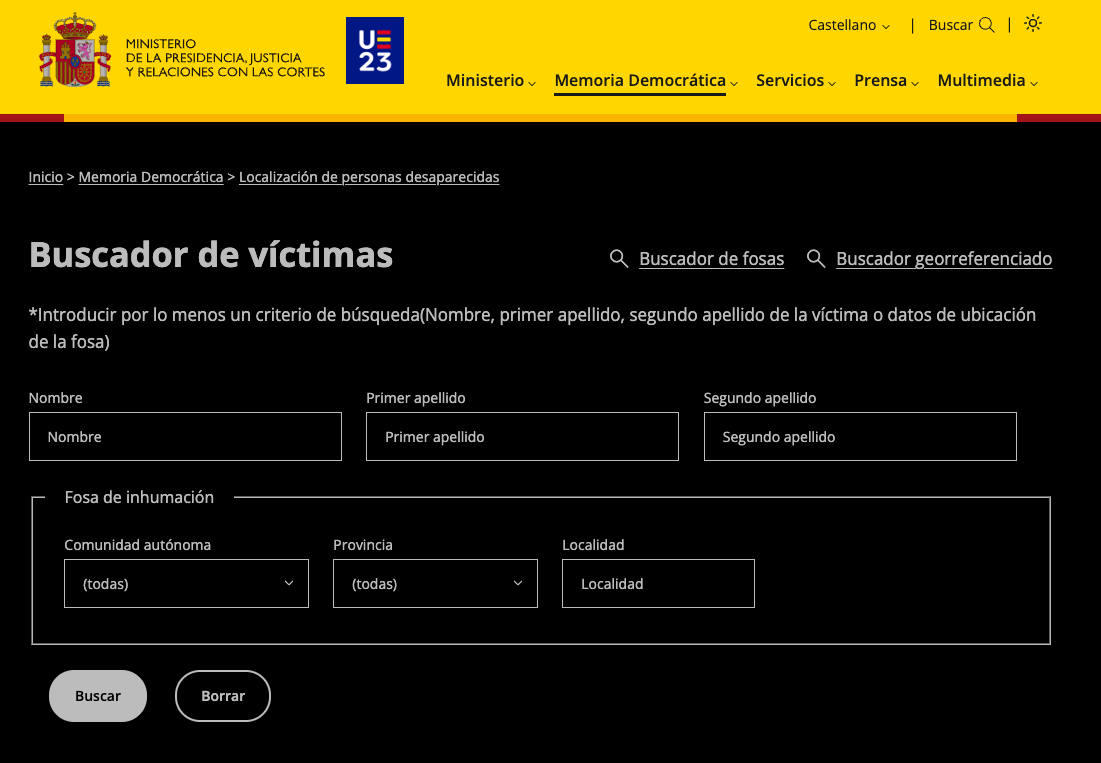 MINISTERIO
DE LA PRESIDENCIA, JUSTICIA
Y RELACIONES CON LAS CORTES
UE
23
Castellano | Buscar |
Ministerio Memoria Democrática Servicios Prensa Multimedia
Inicio > Memoria Democrática > Localización de personas desaparecidas
Buscador de víctimas
Buscador de fosas Buscador georreferenciado
*Introducir por lo menos un criterio de búsqueda(Nombre, primer apellido, segundo apellido de la víctima o datos de ubicación
de la fosa)
Nombre Primer apellido Segundo apellido
Nombre Primer apellido Segundo apellido
Fosa de inhumación
Comunidad autónoma Provincia Localidad
(todas) (todas) Localidad
Buscar Borrar